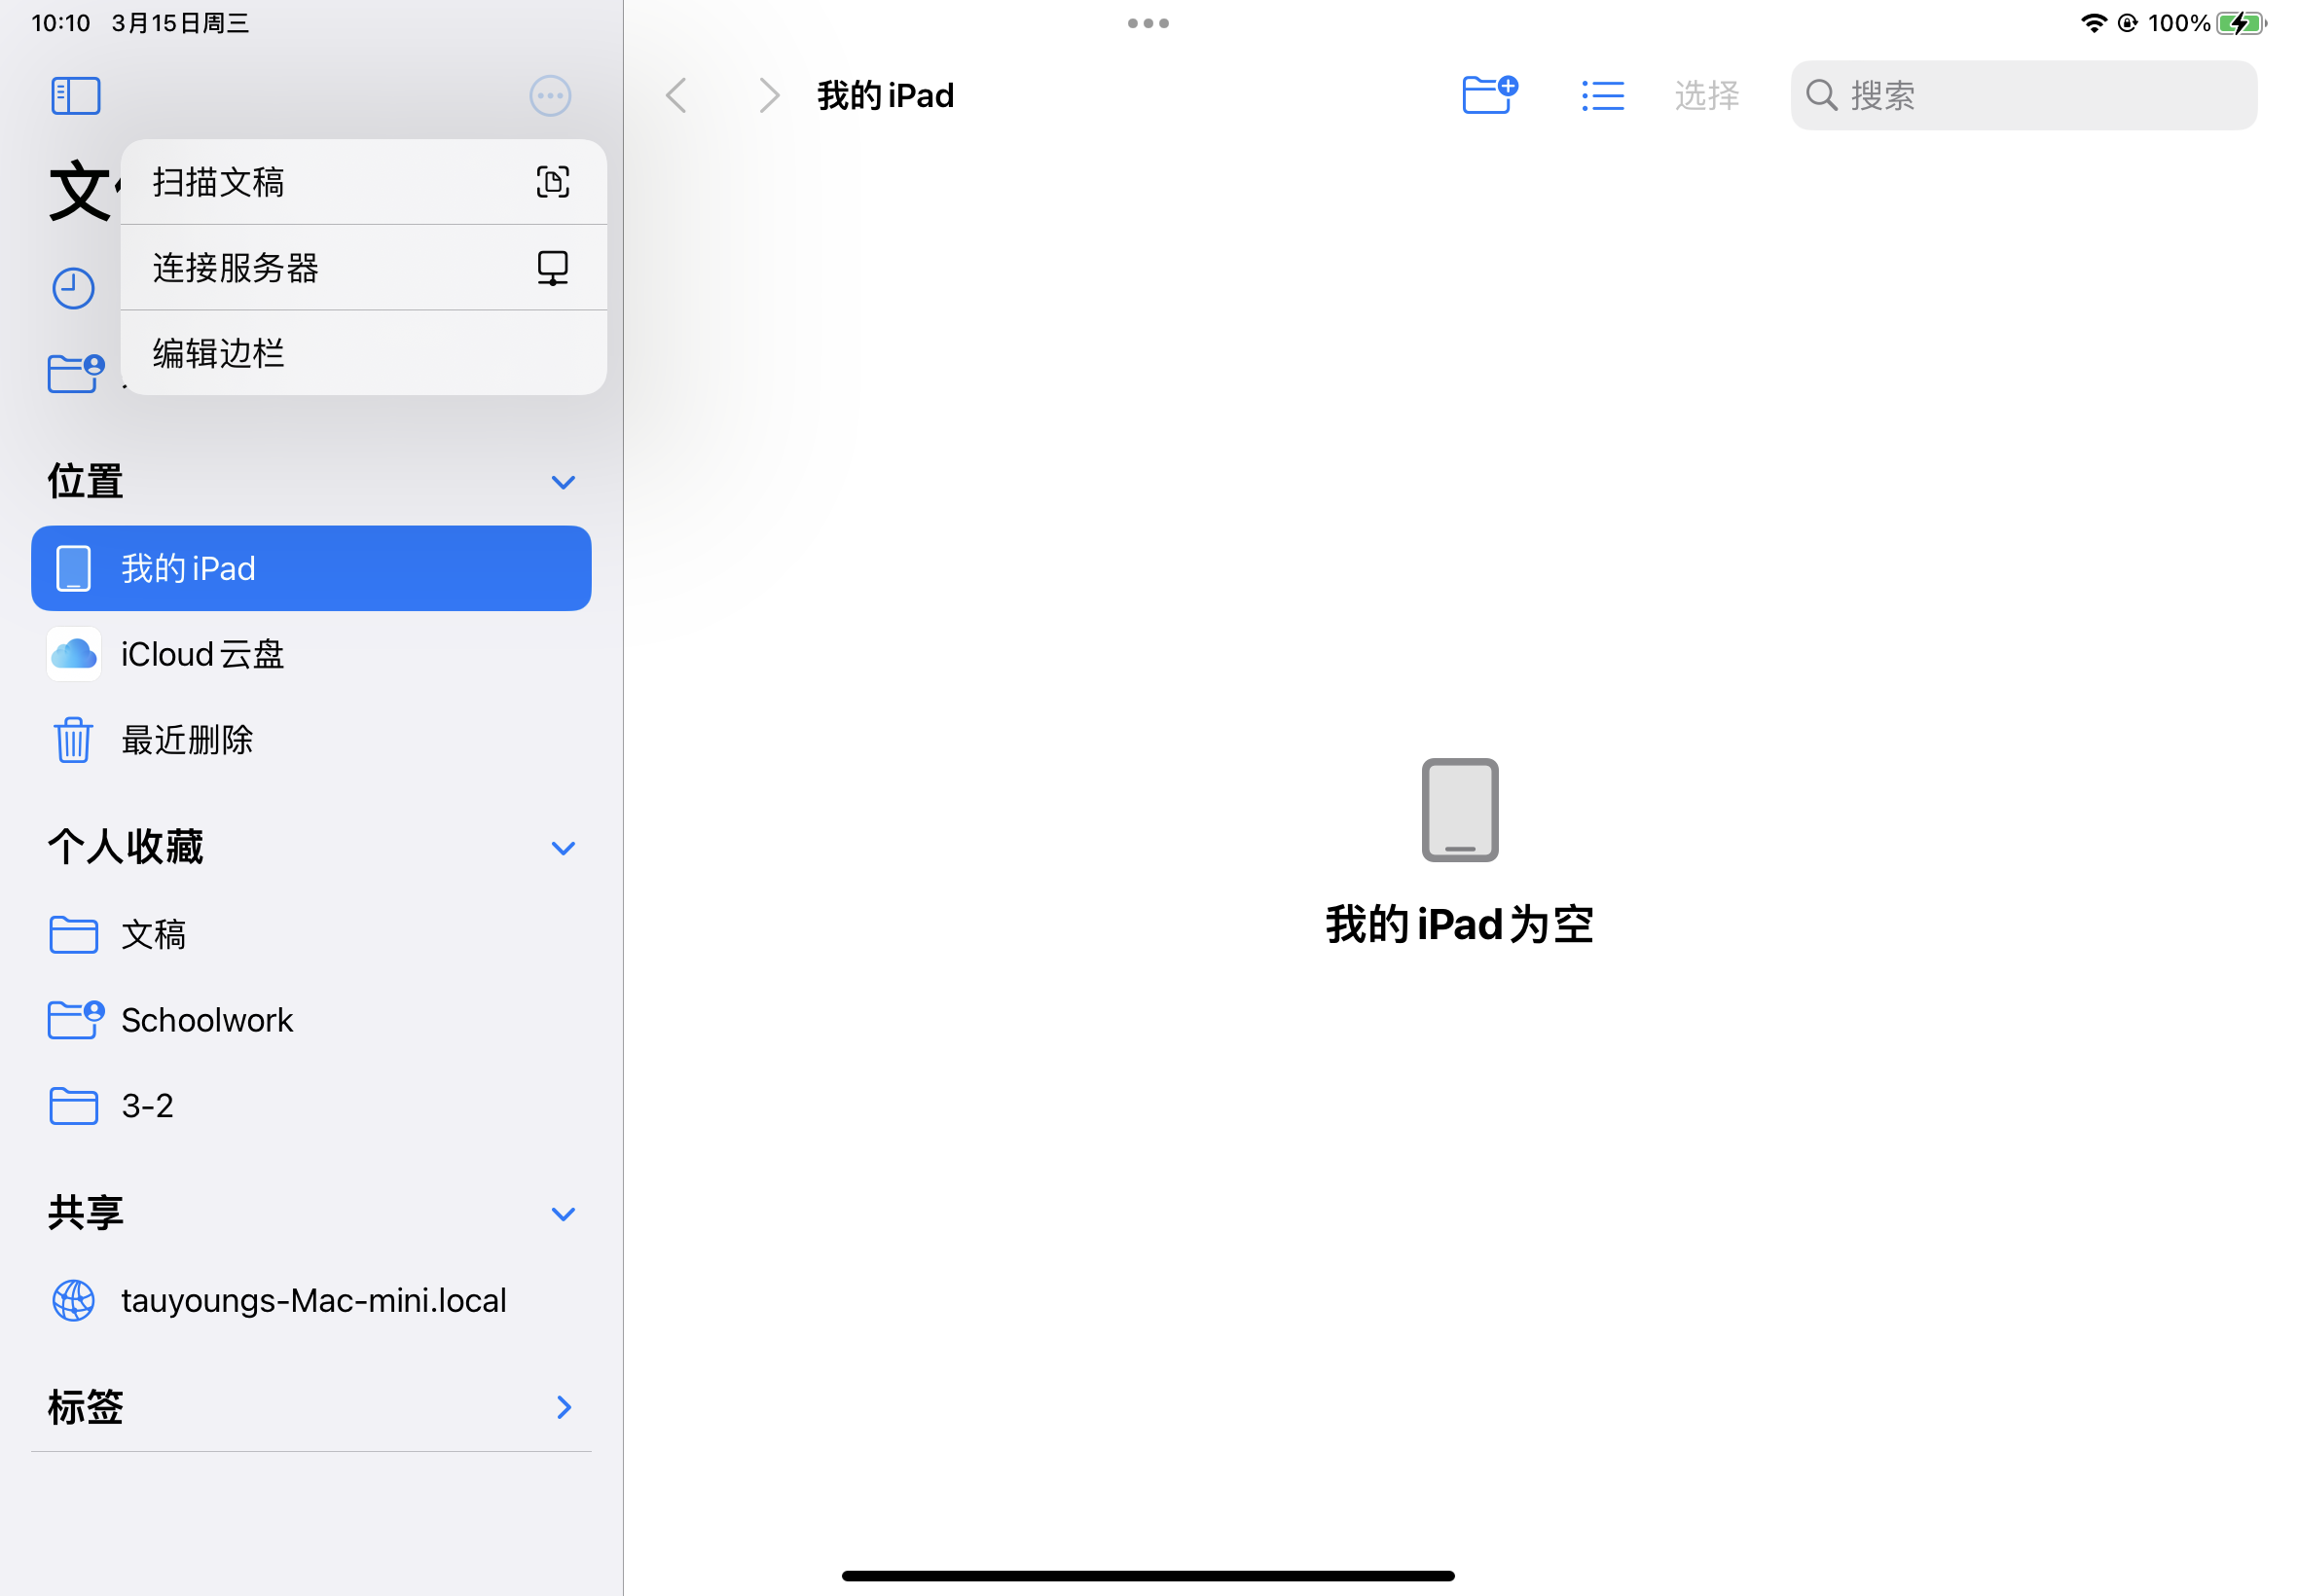 10:10 3月15日周三
100%
我的 iPad
选择
搜索
文
扫描文稿
连接服务器
编辑边栏
位置
我的 iPad
iCloud 云盘
最近删除
个人收藏
文稿
Schoolwork
3-2
共享
tauyoungs-Mac-mini.local
标签
我的 iPad 为空